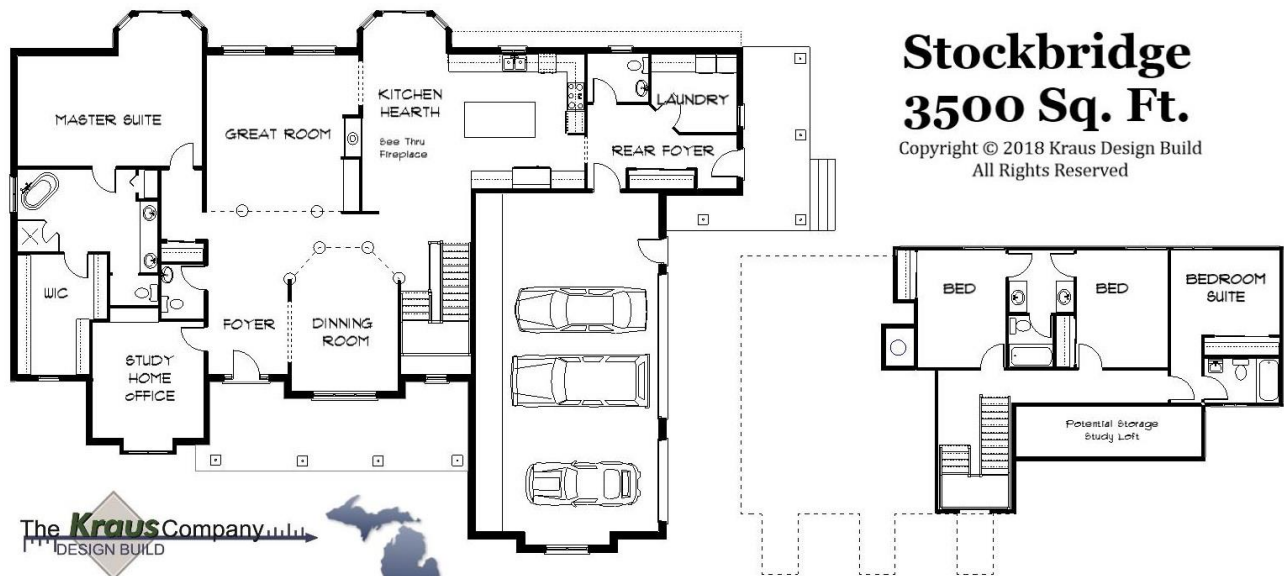 Stockbridge
3500 Sq. Ft.
Copyright © 2018 Kraus Design Build
All Rights Reserved
MASTER SUITE
GREAT ROOM
KITCHEN
HEARTH
See Thru
Fireplace
LAUNDRY
REAR FOYER
WIC
FOYER
DINNING
ROOM
STUDY
HOME
OFFICE
BED
BED
BEDROOM
SUITE
Potential Storage
Study Loft
The Kraus Company
DESIGN BUILD